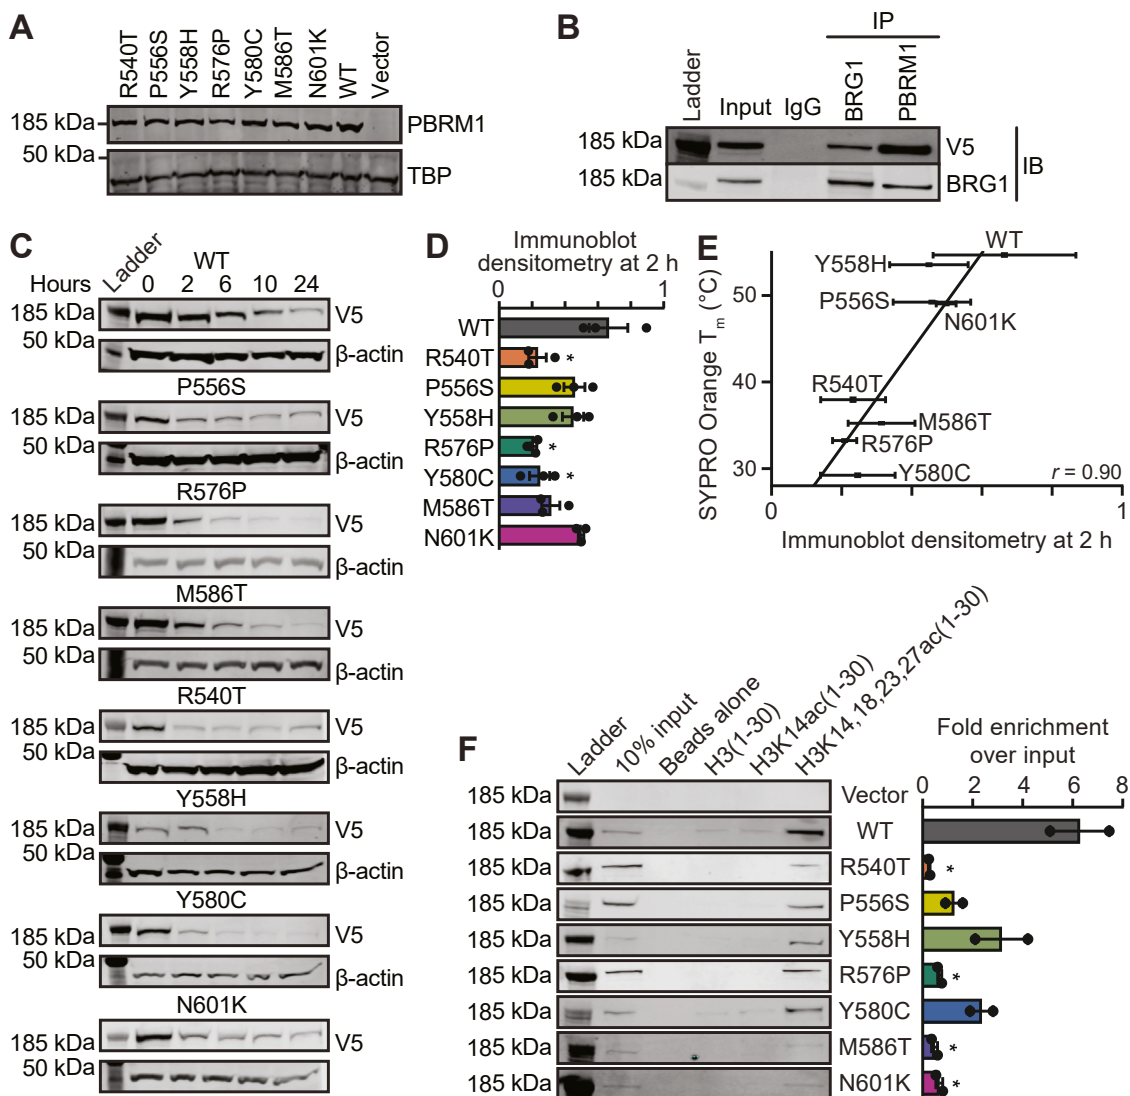 A
R540T P556S Y558H R576P Y580C M586T N601K WT Vector
185 kDa PBRM1
50 kDa TBP
B
IP
Ladder Input IgG BRG1 PBRM1
185 kDa V5
185 kDa BRG1
IB
C
Ladder
WT
Hours 0 2 6 10 24
185 kDa V5
50 kDa β-actin
P556S
185 kDa V5
50 kDa β-actin
R576P
185 kDa V5
50 kDa β-actin
M586T
185 kDa V5
50 kDa β-actin
R540T
185 kDa V5
50 kDa β-actin
Y558H
185 kDa V5
50 kDa β-actin
Y580C
185 kDa V5
50 kDa β-actin
N601K
185 kDa V5
50 kDa
D
Immunoblot
densitometry at 2 h
0 1
WT
R540T *
P556S
Y558H
R576P *
Y580C *
M586T
N601K
E
SYPRO Orange Tm (°C)
50
40
30
WT
Y558H
P556S
N601K
R540T
M586T
R576P
Y580C
r = 0.90
0 1
Immunoblot densitometry at 2 h
F
Ladder 10% input Beads alone H3(1-30) H3K14ac(1-30) H3K14,18,23,27ac(1-30)
Fold enrichment
over input
0 2 4 6 8
185 kDa Vector
185 kDa WT
185 kDa R540T *
185 kDa P556S
185 kDa Y558H
185 kDa R576P *
185 kDa Y580C
185 kDa M586T *
185 kDa N601K *